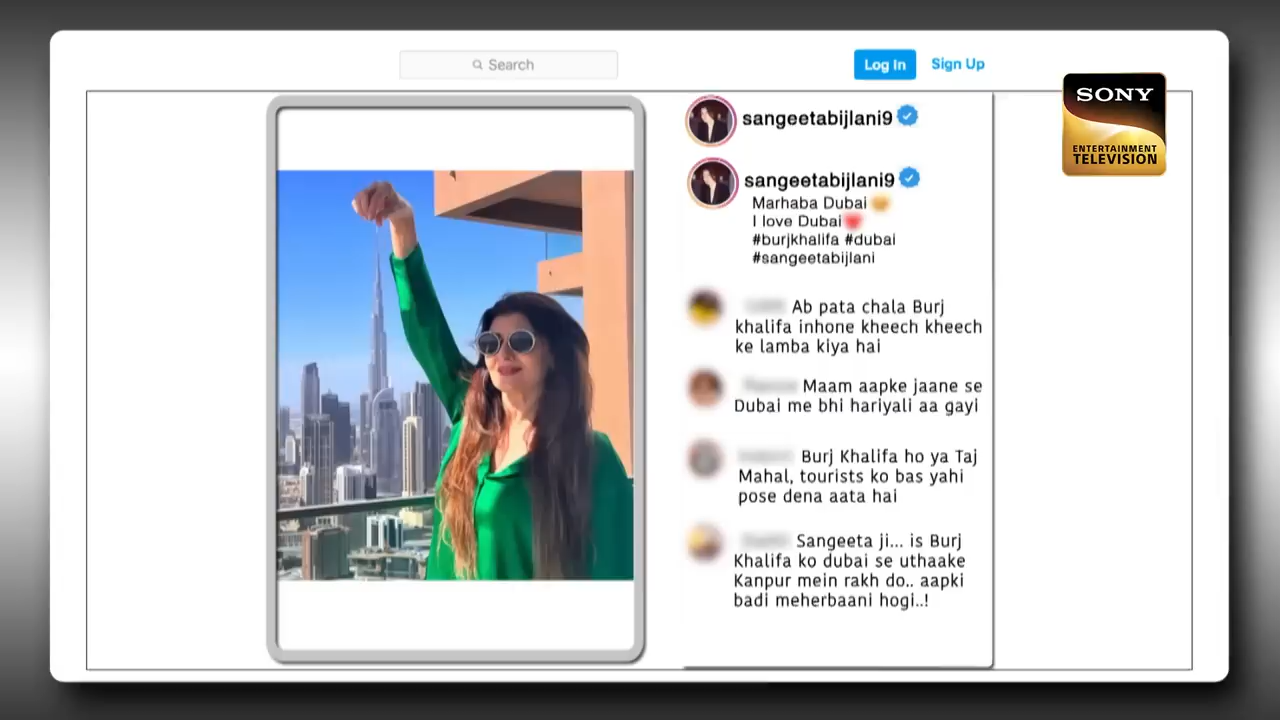 Search
Log In
Sign Up
SONY
ENTERTAINMENT
TELEVISION
sangeetabijlani9
sangeetabijlani9
Marhaba Dubai
I love Dubai
#burjkhalifa #dubai
#sangeetabijlani
Ab pata chala Burj
khalifa inhone kheech kheech
ke lamba kiya hai
Maam aapke jaane se
Dubai me bhi hariyali aa gayi
Burj Khalifa ho ya Taj
Mahal, tourists ko bas yahi
pose dena aata hai
Sangeeta ji... is Burj
Khalifa ko dubai se uthaake
Kanpur mein rakh do.. aapki
badi meherbaani hogi..!